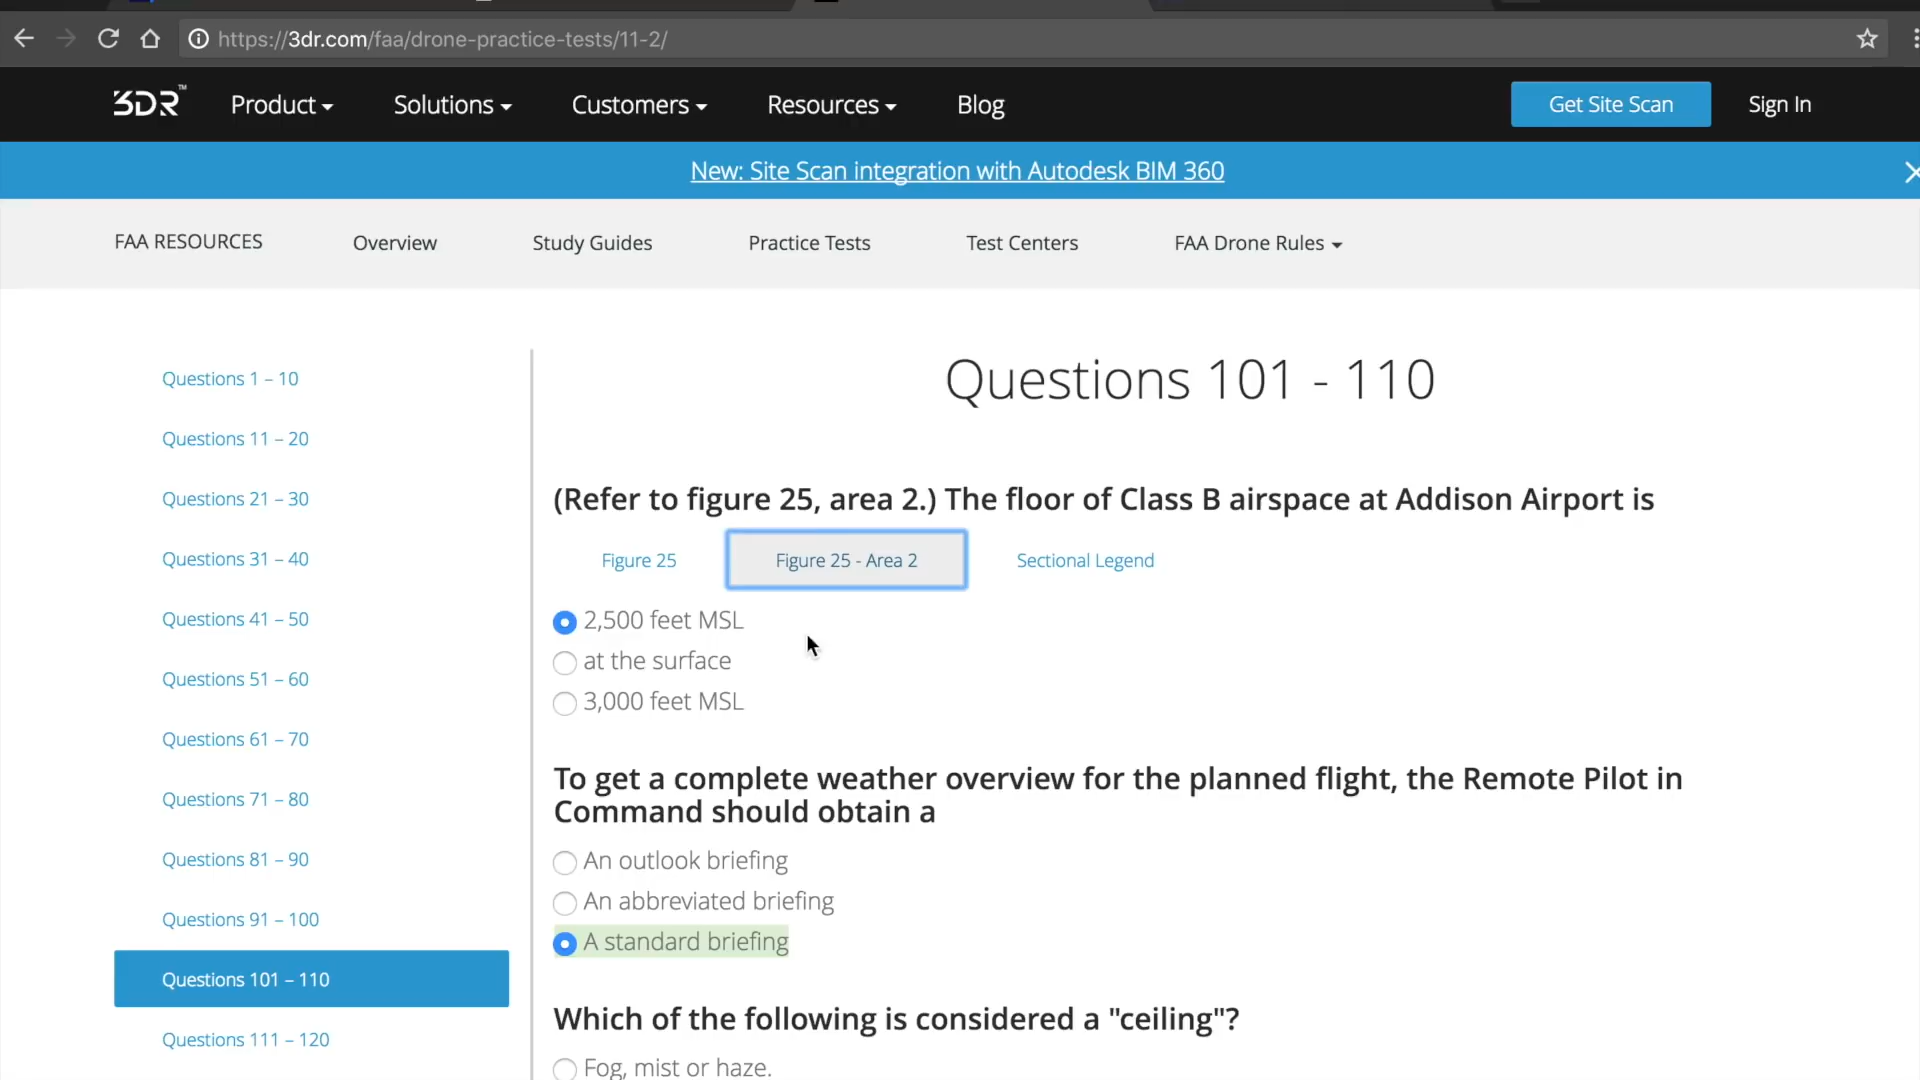 https://3dr.com/faa/drone-practice-tests/11-2/
3DR™ Product Solutions Customers Resources Blog Get Site Scan Sign In
New: Site Scan integration with Autodesk BIM 360
FAA RESOURCES Overview Study Guides Practice Tests Test Centers FAA Drone Rules
Questions 1 – 10
Questions 11 – 20
Questions 21 – 30
Questions 31 – 40
Questions 41 – 50
Questions 51 – 60
Questions 61 – 70
Questions 71 – 80
Questions 81 – 90
Questions 91 – 100
Questions 101 – 110
Questions 111 – 120
Questions 101 - 110
(Refer to figure 25, area 2.) The floor of Class B airspace at Addison Airport is
Figure 25 Figure 25 - Area 2 Sectional Legend
2,500 feet MSL
at the surface
3,000 feet MSL
To get a complete weather overview for the planned flight, the Remote Pilot in
Command should obtain a
An outlook briefing
An abbreviated briefing
A standard briefing
Which of the following is considered a "ceiling"?
Fog, mist or haze.